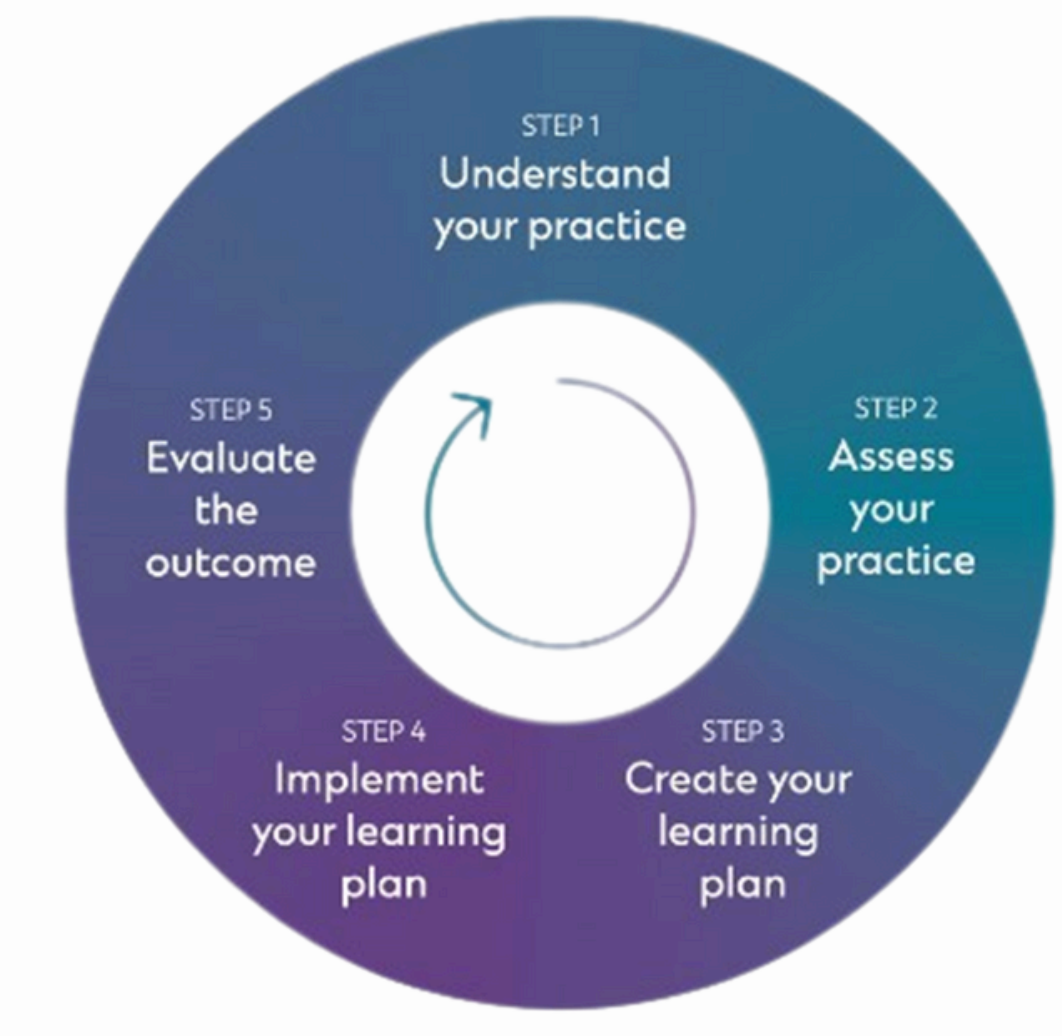 STEP 1
Understand
your practice
STEP 2
Assess
your
practice
STEP 3
Create your
learning
plan
STEP 4
Implement
your learning
plan
STEP 5
Evaluate
the
outcome